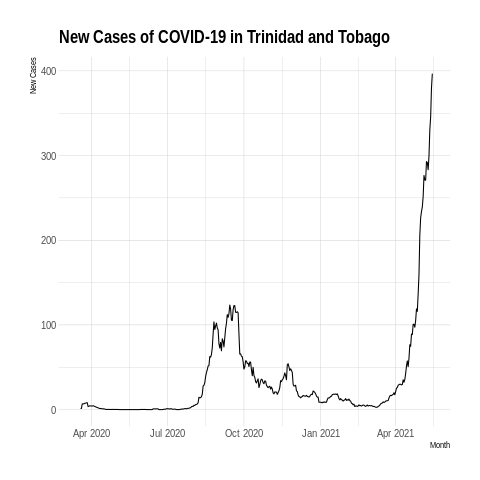 New Cases of COVID-19 in Trinidad and Tobago
New Cases
400
300
200
100
0
Apr 2020 Jul 2020 Oct 2020 Jan 2021 Apr 2021
Month